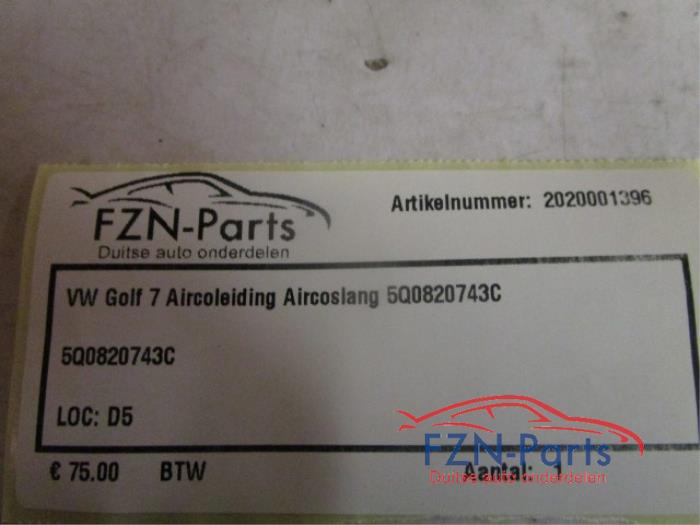 FZN-Parts
Duitse auto onderdelen
Artikelnummer: 2020001396
VW Golf 7 Aircoleiding Aircoslang 5Q0820743C
5Q0820743C
LOC: D5
€ 75.00 BTW Aantal: 1
FZN-Parts
Duitse auto onderdelen